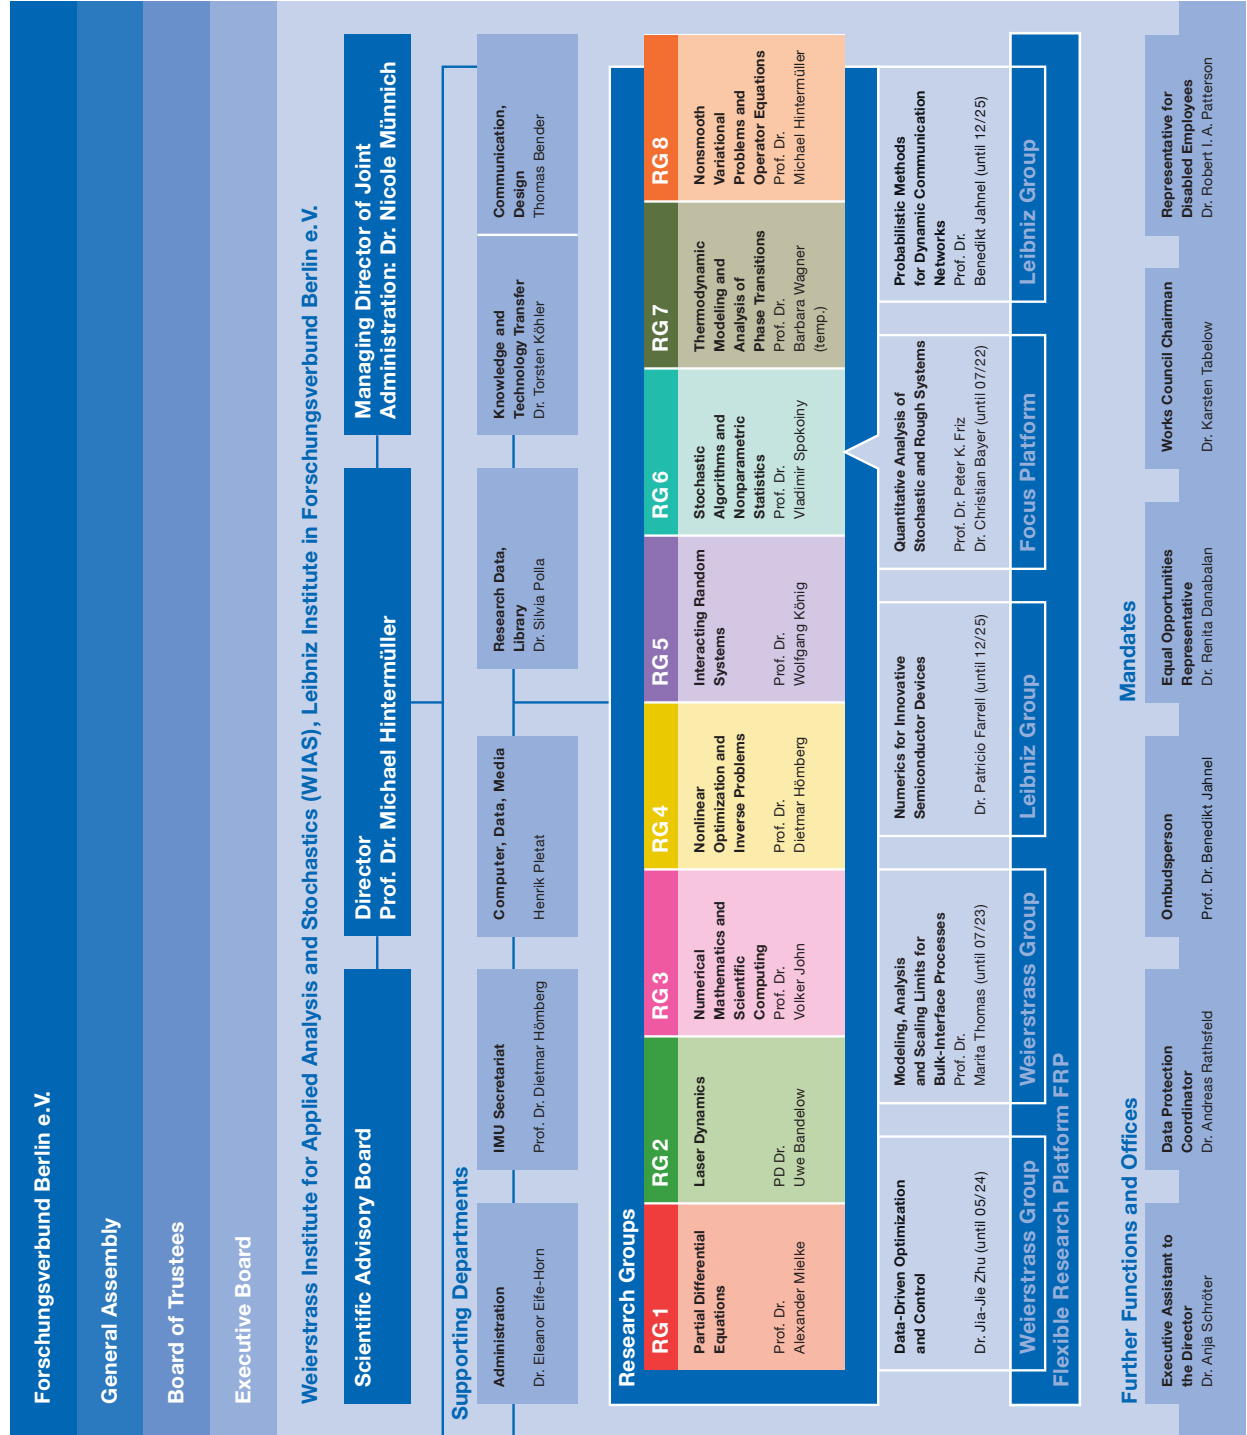 Forschungsverbund Berlin e.V.
General Assembly
Board of Trustees
Executive Board
Weierstrass Institute for Applied Analysis and Stochastics (WIAS), Leibniz Institute in Forschungsverbund Berlin e.V.
Scientific Advisory Board
Director
Prof. Dr. Michael Hintermüller
Managing Director of Joint
Administration: Dr. Nicole Münnich
Supporting Departments
Administration
Dr. Eleanor Eife-Horn
IMU Secretariat
Prof. Dr. Dietmar Hömberg
Computer, Data, Media
Henrik Pletat
Research Data,
Library
Dr. Silvia Polla
Knowledge and
Technology Transfer
Dr. Torsten Köhler
Communication,
Design
Thomas Bender
Research Groups
RG 1
Partial Differential
Equations
Prof. Dr.
Alexander Mielke
RG 2
Laser Dynamics
PD Dr.
Uwe Bandelow
RG 3
Numerical
Mathematics and
Scientific
Computing
Prof. Dr.
Volker John
RG 4
Nonlinear
Optimization and
Inverse Problems
Prof. Dr.
Dietmar Hömberg
RG 5
Interacting Random
Systems
Prof. Dr.
Wolfgang König
RG 6
Stochastic
Algorithms and
Nonparametric
Statistics
Prof. Dr.
Vladimir Spokoiny
RG 7
Thermodynamic
Modeling and
Analysis of
Phase Transitions
Prof. Dr.
Barbara Wagner
(temp.)
RG 8
Nonsmooth
Variational
Problems and
Operator Equations
Prof. Dr.
Michael Hintermüller
Data-Driven Optimization
and Control
Dr. Jia-Jie Zhu (until 05/24)
Weierstrass Group
Modeling, Analysis
and Scaling Limits for
Bulk-Interface Processes
Prof. Dr.
Marita Thomas (until 07/23)
Weierstrass Group
Numerics for Innovative
Semiconductor Devices
Dr. Patricio Farrell (until 12/25)
Leibniz Group
Quantitative Analysis of
Stochastic and Rough Systems
Prof. Dr. Peter K. Friz
Dr. Christian Bayer (until 07/22)
Focus Platform
Probabilistic Methods
for Dynamic Communication
Networks
Prof. Dr.
Benedikt Jahnel (until 12/25)
Leibniz Group
Flexible Research Platform FRP
Further Functions and Offices
Mandates
Executive Assistant to
the Director
Dr. Anja Schröter
Data Protection
Coordinator
Dr. Andreas Rathsfeld
Ombudsperson
Prof. Dr. Benedikt Jahnel
Equal Opportunities
Representative
Dr. Renita Danabalan
Works Council Chairman
Dr. Karsten Tabelow
Representative for
Disabled Employees
Dr. Robert I. A. Patterson